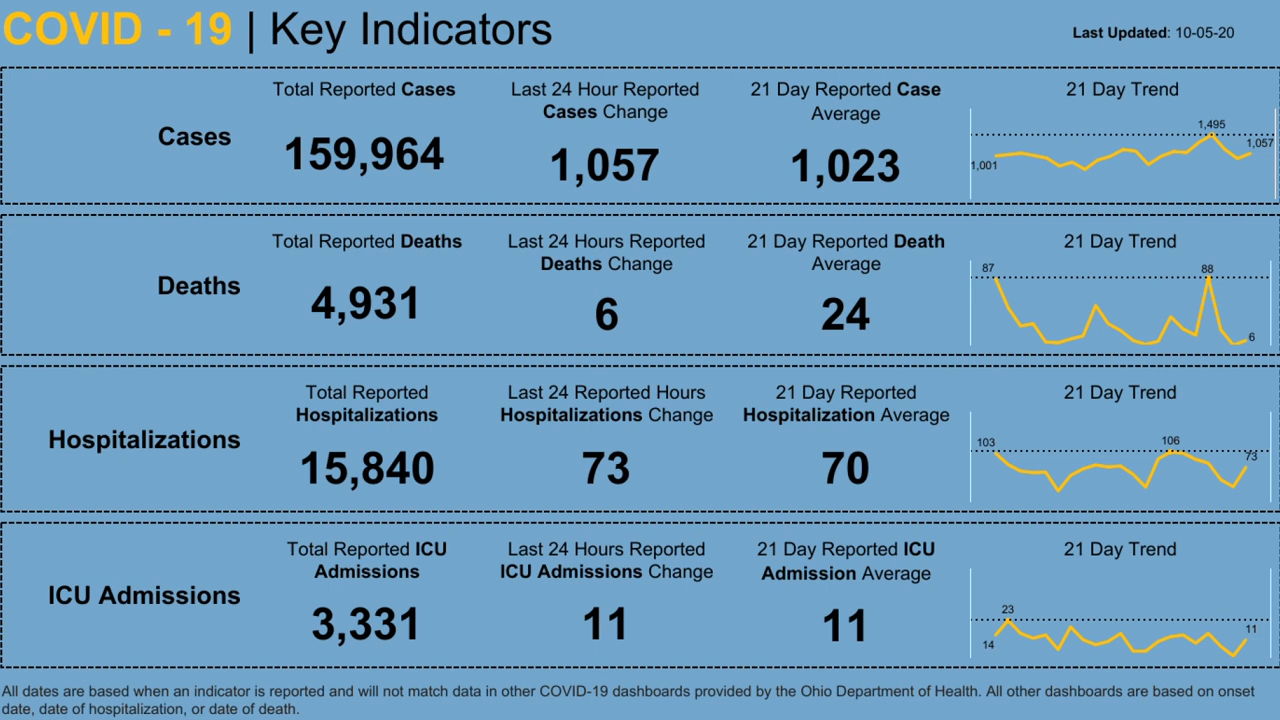 COVID - 19 | Key Indicators
Last Updated: 10-05-20
Cases
Total Reported Cases
159,964
Last 24 Hour Reported
Cases Change
1,057
21 Day Reported Case
Average
1,023
21 Day Trend
1,001
1,495
1,057
Deaths
Total Reported Deaths
4,931
Last 24 Hours Reported
Deaths Change
6
21 Day Reported Death
Average
24
21 Day Trend
87
88
6
Hospitalizations
Total Reported
Hospitalizations
15,840
Last 24 Reported Hours
Hospitalizations Change
73
21 Day Reported
Hospitalization Average
70
21 Day Trend
103
106
73
ICU Admissions
Total Reported ICU
Admissions
3,331
Last 24 Hours Reported
ICU Admissions Change
11
21 Day Reported ICU
Admission Average
11
21 Day Trend
14
23
11
All dates are based when an indicator is reported and will not match data in other COVID-19 dashboards provided by the Ohio Department of Health. All other dashboards are based on onset
date, date of hospitalization, or date of death.